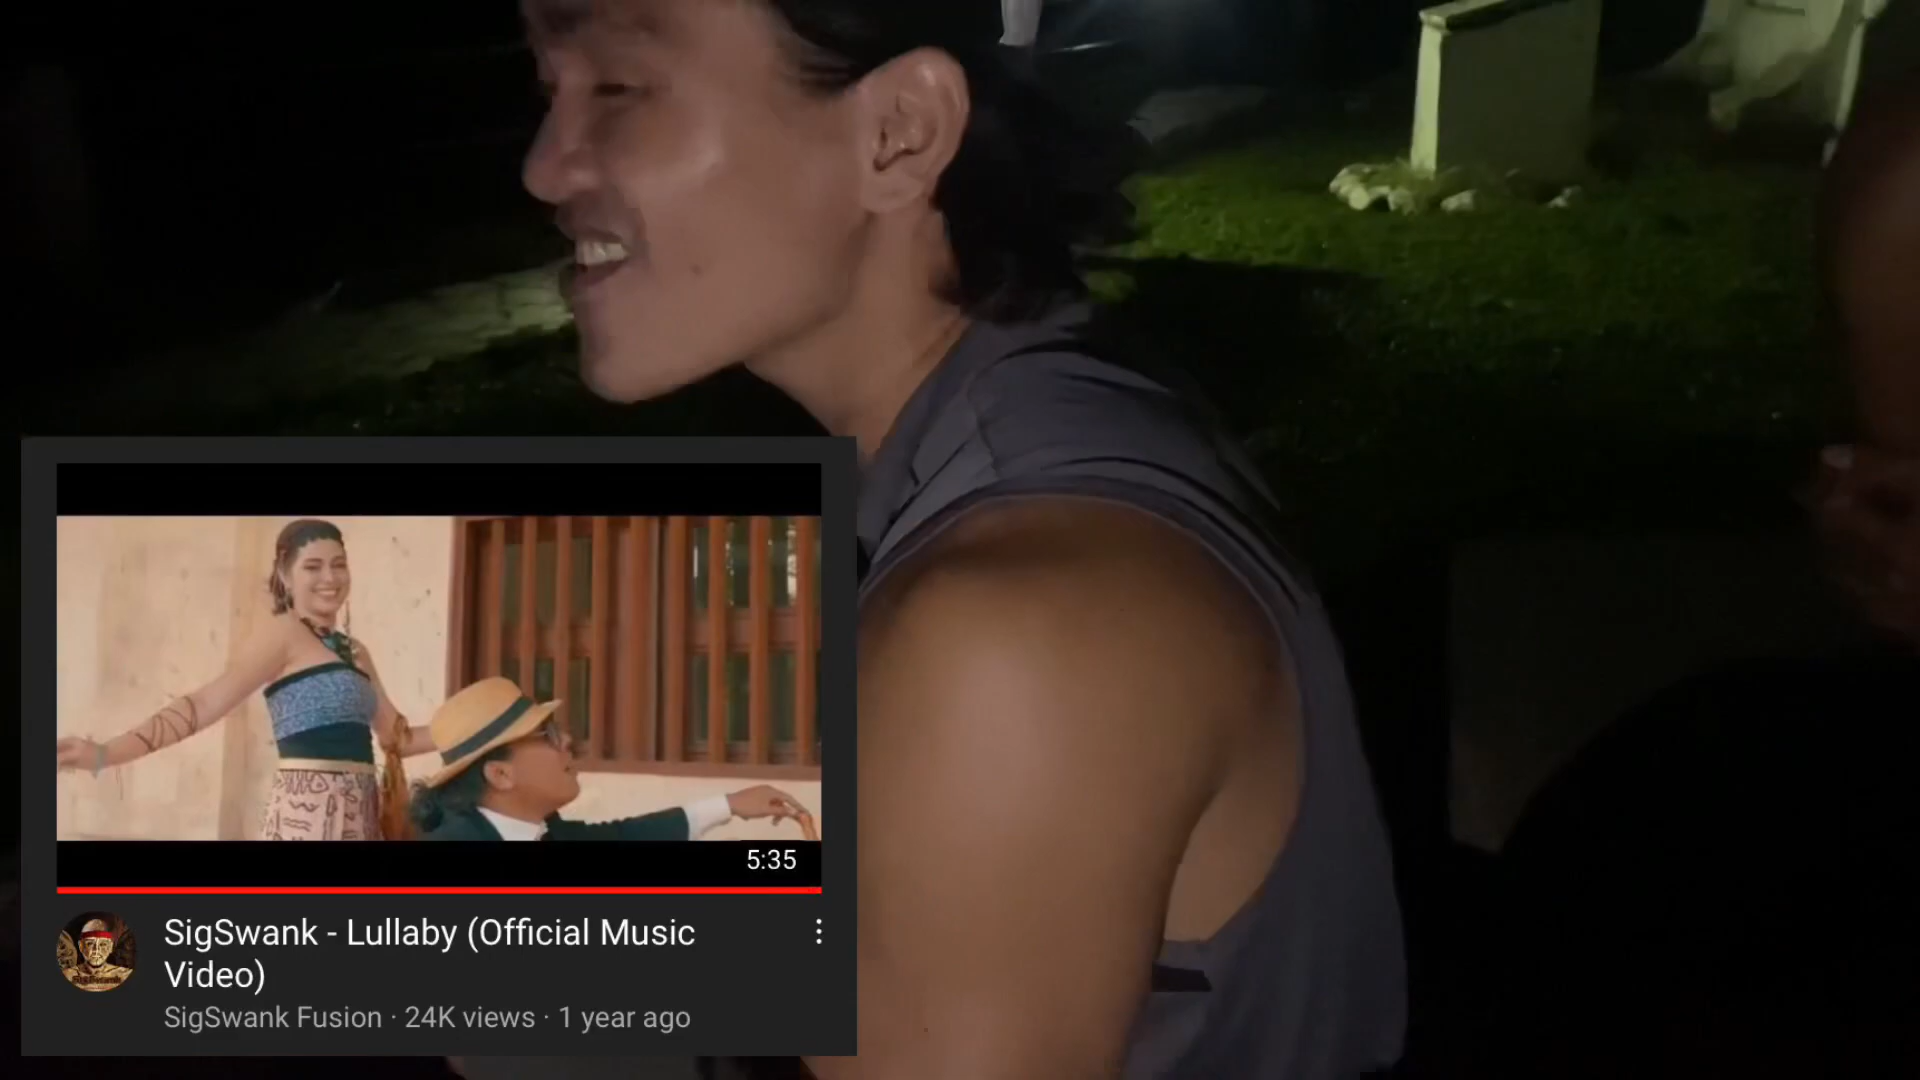 5:35
SigSwank - Lullaby (Official Music
Video)
SigSwank Fusion · 24K views · 1 year ago